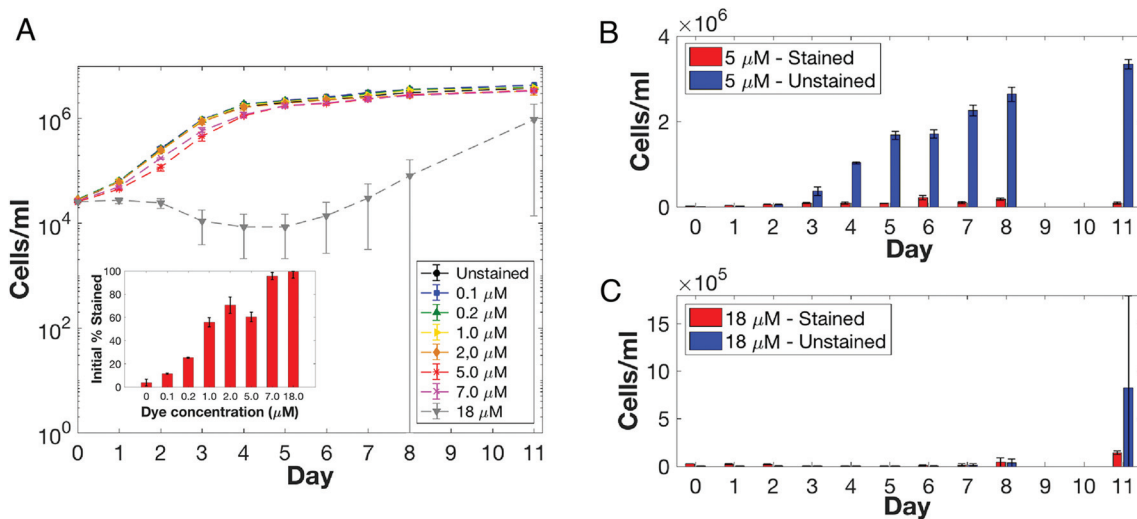 A
Cells/ml
10^6
10^4
10^2
10^0
0 1 2 3 4 5 6 7 8 9 10 11
Day
Initial % Stained
100
80
60
40
20
0
0 0.1 0.2 1.0 2.0 5.0 7.0 18.0
Dye concentration (μM)
Unstained
0.1 μM
0.2 μM
1.0 μM
2.0 μM
5.0 μM
7.0 μM
18 μM
B
×10^6
Cells/ml
4
2
0
5 μM - Stained
5 μM - Unstained
0 1 2 3 4 5 6 7 8 9 10 11
Day
C
×10^5
Cells/ml
15
10
5
0
18 μM - Stained
18 μM - Unstained
0 1 2 3 4 5 6 7 8 9 10 11
Day